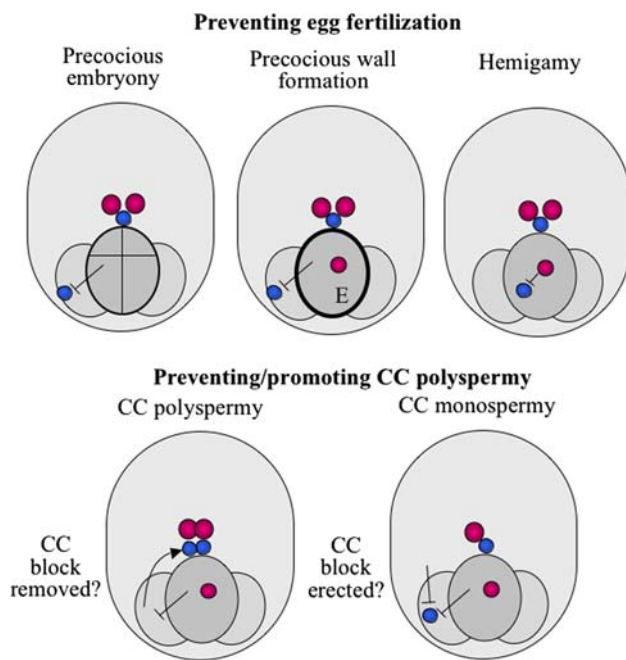 Preventing egg fertilization
Precocious
embryony
Precocious wall
formation
Hemigamy
E
Preventing/promoting CC polyspermy
CC polyspermy
CC monospermy
CC
block
removed?
CC
block
erected?